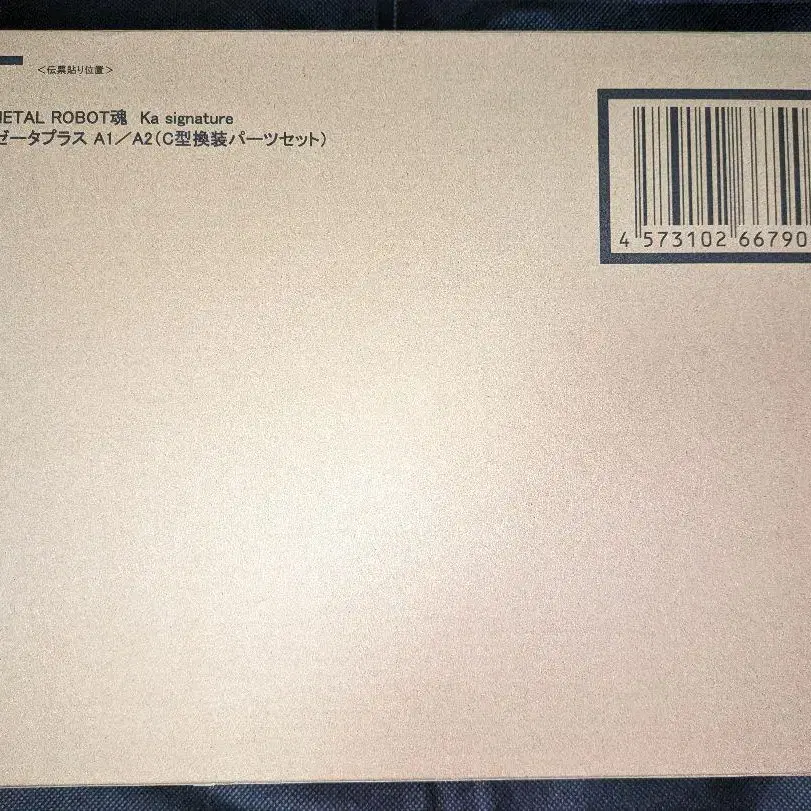 <伝票貼り位置>
METAL ROBOT魂 Ka signature
ゼータプラス A1/A2(C型換装パーツセット)
4 573102 66790